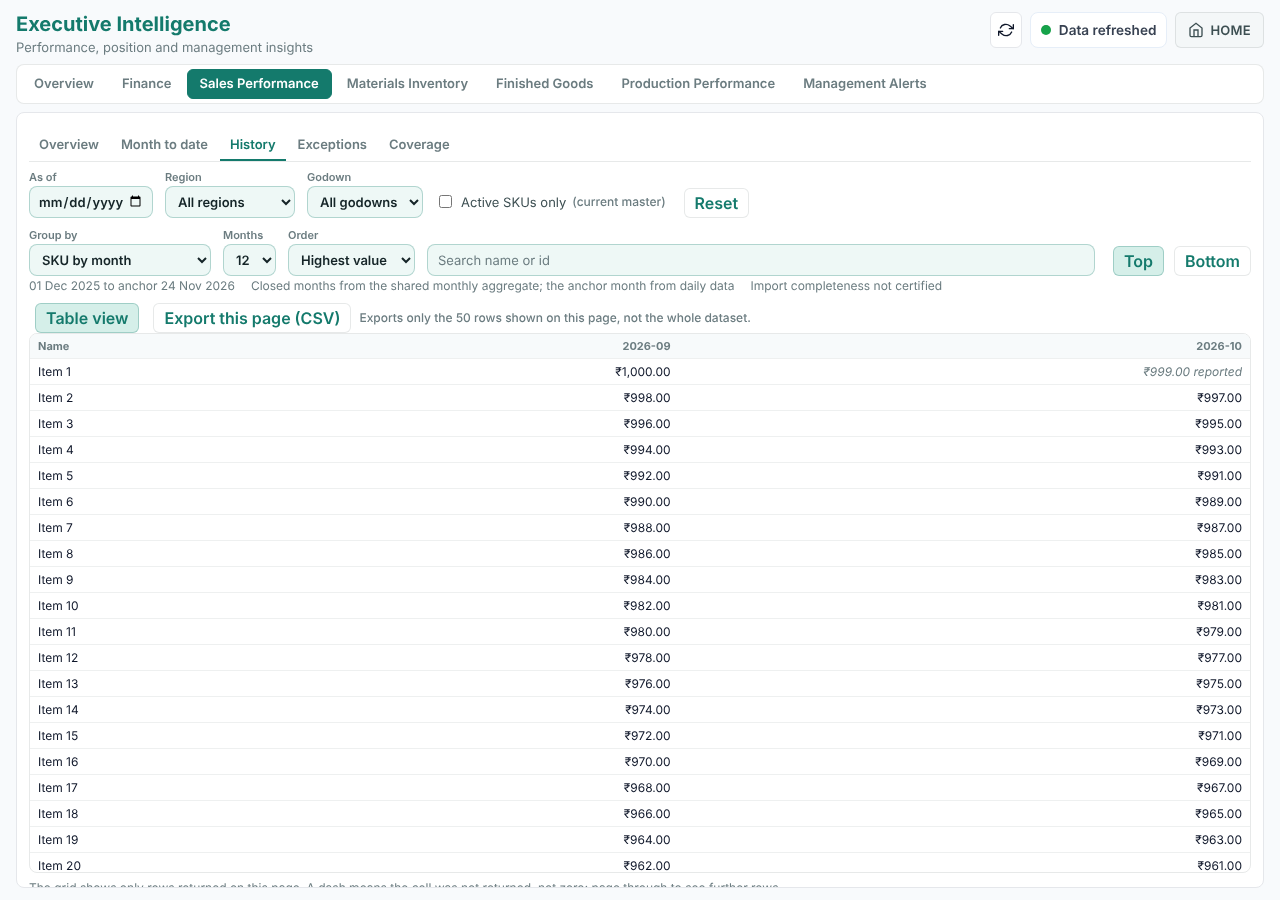 Executive Intelligence
Performance, position and management insights
Data refreshed
HOME
Overview Finance Sales Performance Materials Inventory Finished Goods Production Performance Management Alerts
Overview Month to date History Exceptions Coverage
As of Region Godown
mm/dd/yyyy All regions All godowns Active SKUs only (current master) Reset
Group by Months Order
SKU by month 12 Highest value Search name or id Top Bottom
01 Dec 2025 to anchor 24 Nov 2026 Closed months from the shared monthly aggregate; the anchor month from daily data Import completeness not certified
Table view Export this page (CSV) Exports only the 50 rows shown on this page, not the whole dataset.
Name 2026-09 2026-10
Item 1 ₹1,000.00 ₹999.00 reported
Item 2 ₹998.00 ₹997.00
Item 3 ₹996.00 ₹995.00
Item 4 ₹994.00 ₹993.00
Item 5 ₹992.00 ₹991.00
Item 6 ₹990.00 ₹989.00
Item 7 ₹988.00 ₹987.00
Item 8 ₹986.00 ₹985.00
Item 9 ₹984.00 ₹983.00
Item 10 ₹982.00 ₹981.00
Item 11 ₹980.00 ₹979.00
Item 12 ₹978.00 ₹977.00
Item 13 ₹976.00 ₹975.00
Item 14 ₹974.00 ₹973.00
Item 15 ₹972.00 ₹971.00
Item 16 ₹970.00 ₹969.00
Item 17 ₹968.00 ₹967.00
Item 18 ₹966.00 ₹965.00
Item 19 ₹964.00 ₹963.00
Item 20 ₹962.00 ₹961.00